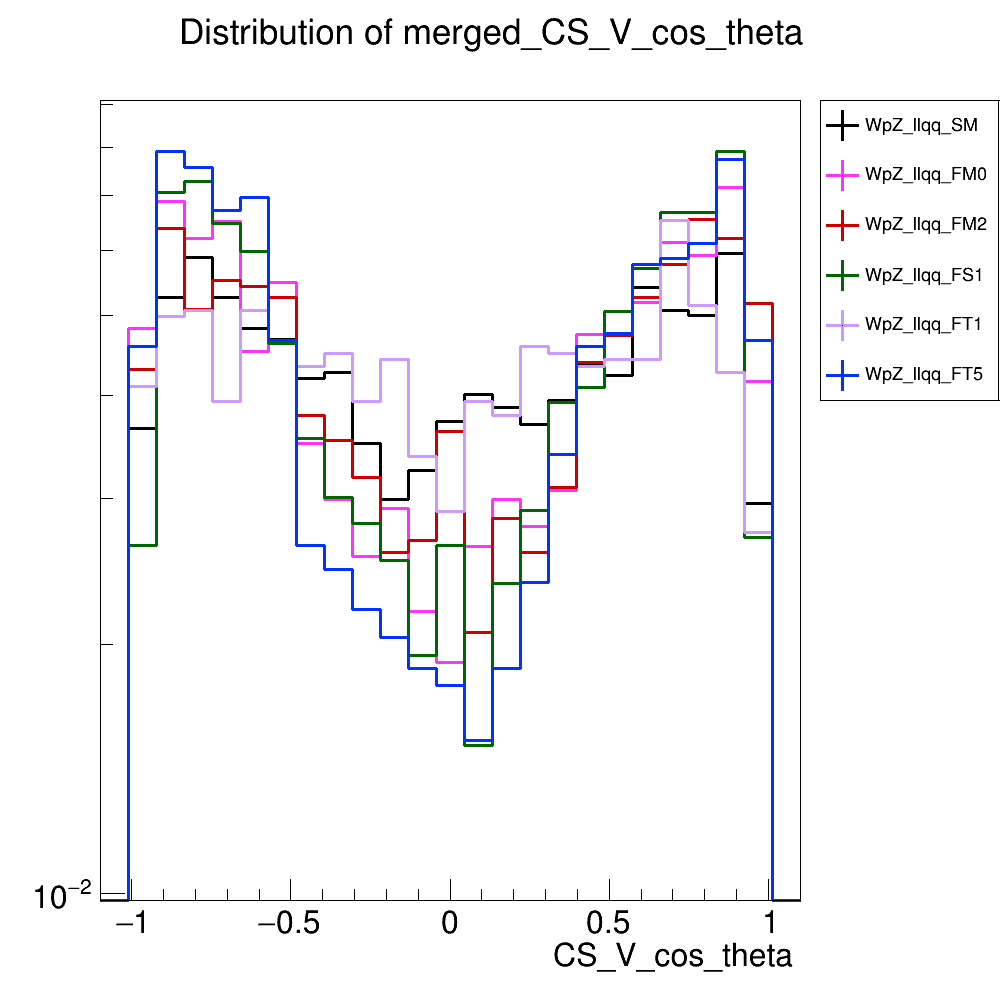 Distribution of merged_CS_V_cos_theta
WpZ_llqq_SM
WpZ_llqq_FM0
WpZ_llqq_FM2
WpZ_llqq_FS1
WpZ_llqq_FT1
WpZ_llqq_FT5
10⁻²
−1 −0.5 0 0.5 1
CS_V_cos_theta